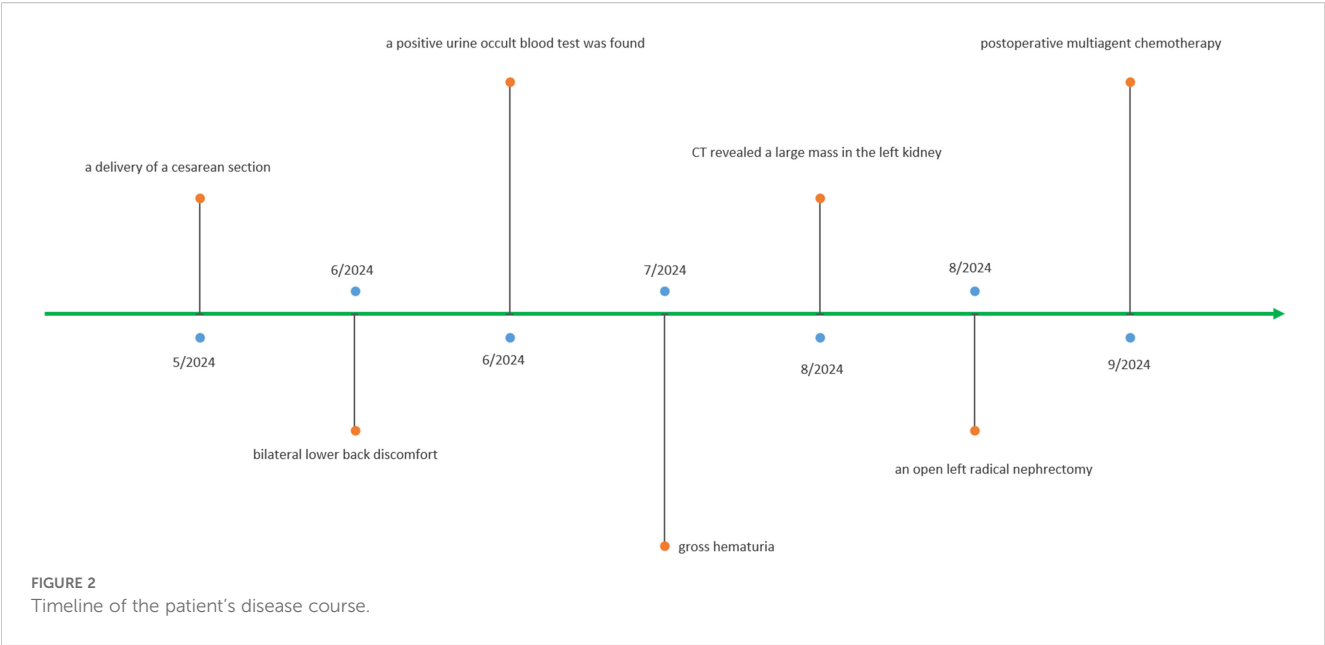 a positive urine occult blood test was found
postoperative multiagent chemotherapy
CT revealed a large mass in the left kidney
a delivery of a cesarean section
6/2024
7/2024
8/2024
5/2024
6/2024
8/2024
9/2024
bilateral lower back discomfort
an open left radical nephrectomy
gross hematuria
FIGURE 2
Timeline of the patient's disease course.